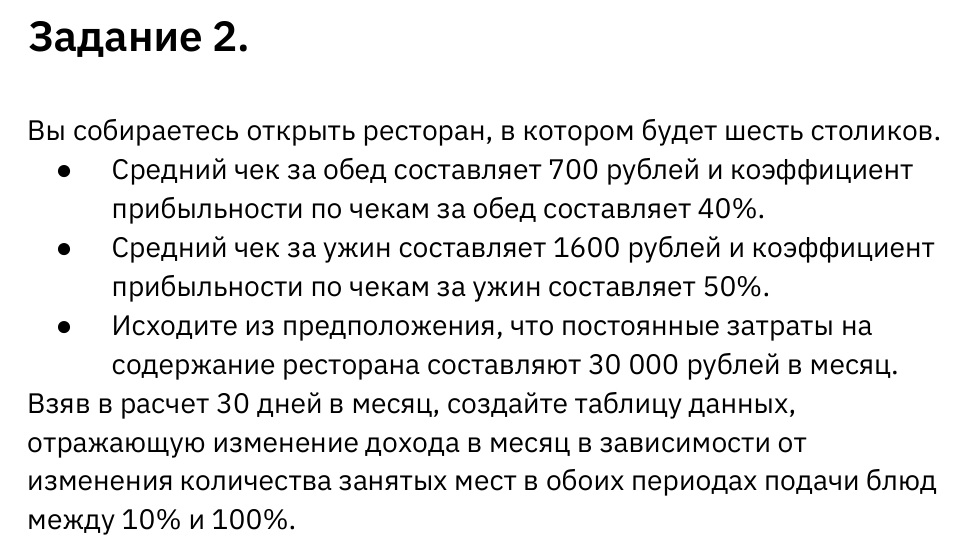 Задание 2.
Вы собираетесь открыть ресторан, в котором будет шесть столиков.
● Средний чек за обед составляет 700 рублей и коэффициент
прибыльности по чекам за обед составляет 40%.
● Средний чек за ужин составляет 1600 рублей и коэффициент
прибыльности по чекам за ужин составляет 50%.
● Исходите из предположения, что постоянные затраты на
содержание ресторана составляют 30 000 рублей в месяц.
Взяв в расчет 30 дней в месяц, создайте таблицу данных,
отражающую изменение дохода в месяц в зависимости от
изменения количества занятых мест в обоих периодах подачи блюд
между 10% и 100%.